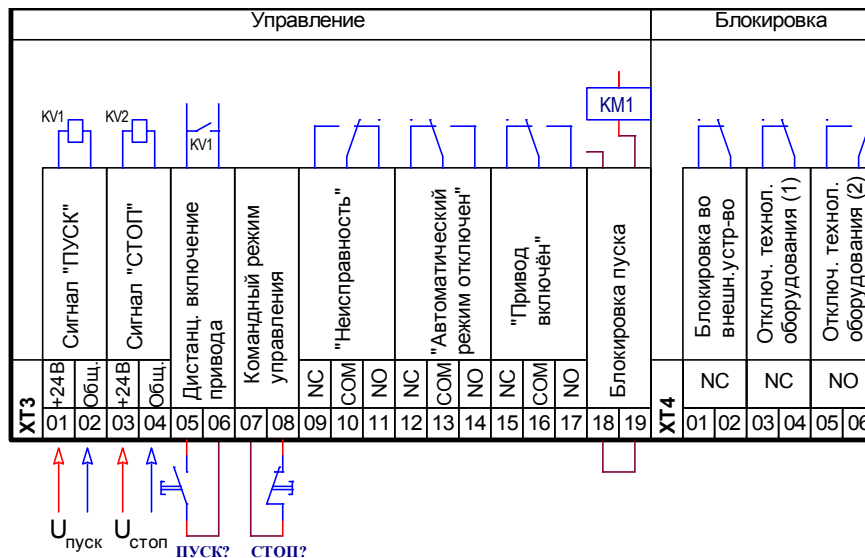 Управление
Блокировка
KM1
KV1
KV2
KV1
Сигнал "ПУСК"
Сигнал "СТОП"
Дистанц. включение
привода
Командный режим
управления
"Неисправность"
"Автоматический
режим отключен"
"Привод
включён"
Блокировка пуска
Блокировка во
внешн.устр-во
Отключ. технол.
оборудования (1)
Отключ. технол.
оборудования (2)
+24В
Общ.
+24В
Общ.
NC
COM
NO
NC
COM
NO
NC
COM
NO
NC
NC
NO
XT3
01 02 03 04 05 06 07 08 09 10 11 12 13 14 15 16 17 18 19
XT4
01 02 03 04 05 06
Uпуск
Uстоп
ПУСК?
СТОП?